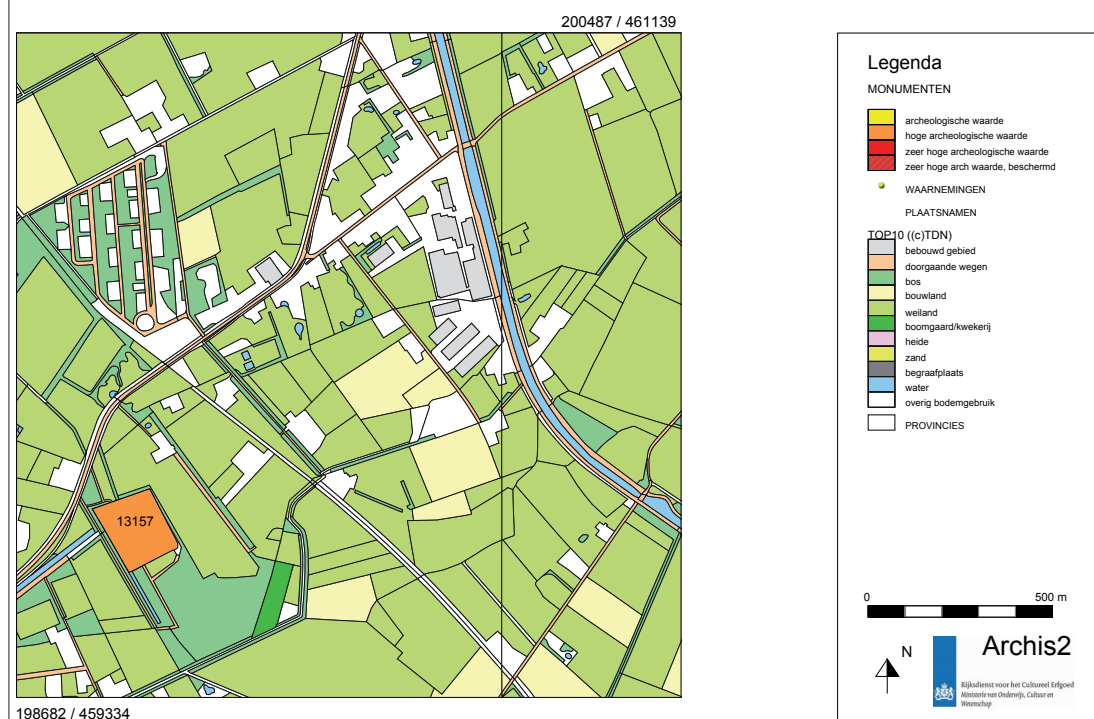 200487 / 461139
13157
198682 / 459334
Legenda
MONUMENTEN
archeologische waarde
hoge archeologische waarde
zeer hoge archeologische waarde
zeer hoge arch waarde, beschermd
WAARNEMINGEN
PLAATSNAMEN
TOP10 ((c)TDN)
bebouwd gebied
doorgaande wegen
bos
bouwland
weiland
boomgaard/kwekerij
heide
zand
begraafplaats
water
overig bodemgebruik
PROVINCIES
0 500 m
N
Archis2
Rijksdienst voor het Cultureel Erfgoed
Ministerie van Onderwijs, Cultuur en
Wetenschap